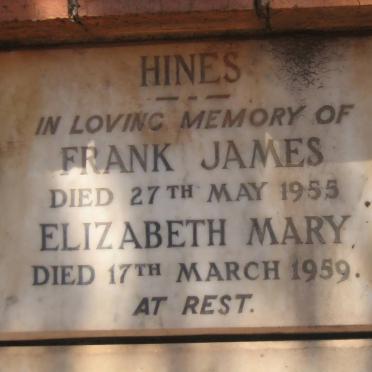 HINES
IN LOVING MEMORY OF
FRANK JAMES
DIED 27TH MAY 1955
ELIZABETH MARY
DIED 17TH MARCH 1959.
AT REST.